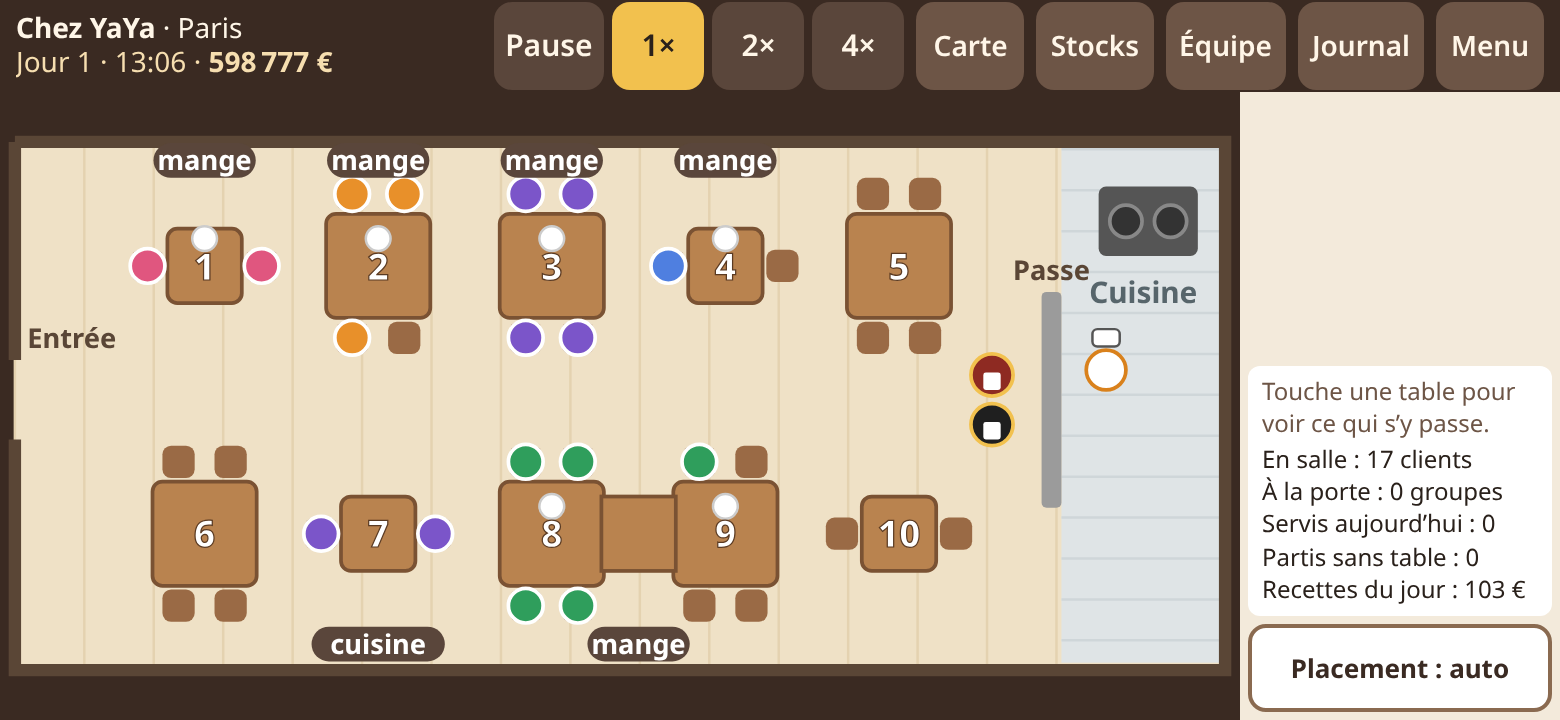 Chez YaYa · Paris
Jour 1 · 13:06 · 598 777 €
Pause
1×
2×
4×
Carte
Stocks
Équipe
Journal
Menu
mange
mange
mange
mange
1
2
3
4
5
Passe
Cuisine
Entrée
6
7
8
9
10
cuisine
mange
Touche une table pour
voir ce qui s’y passe.
En salle : 17 clients
À la porte : 0 groupes
Servis aujourd’hui : 0
Partis sans table : 0
Recettes du jour : 103 €
Placement : auto